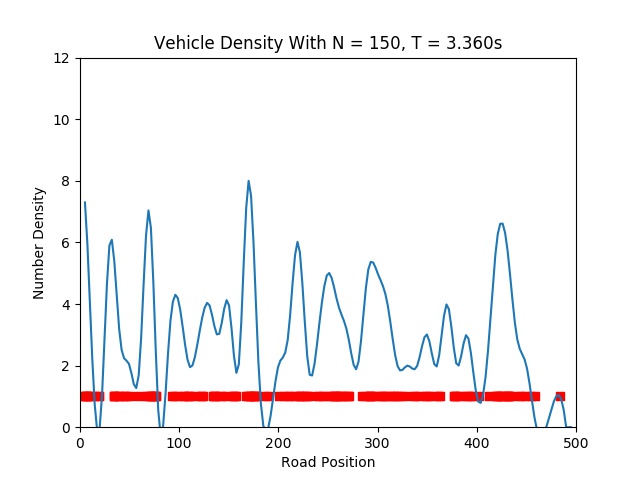 Vehicle Density With N = 150, T = 3.360s
12
10
8
6
4
2
0
Number Density
0 100 200 300 400 500
Road Position